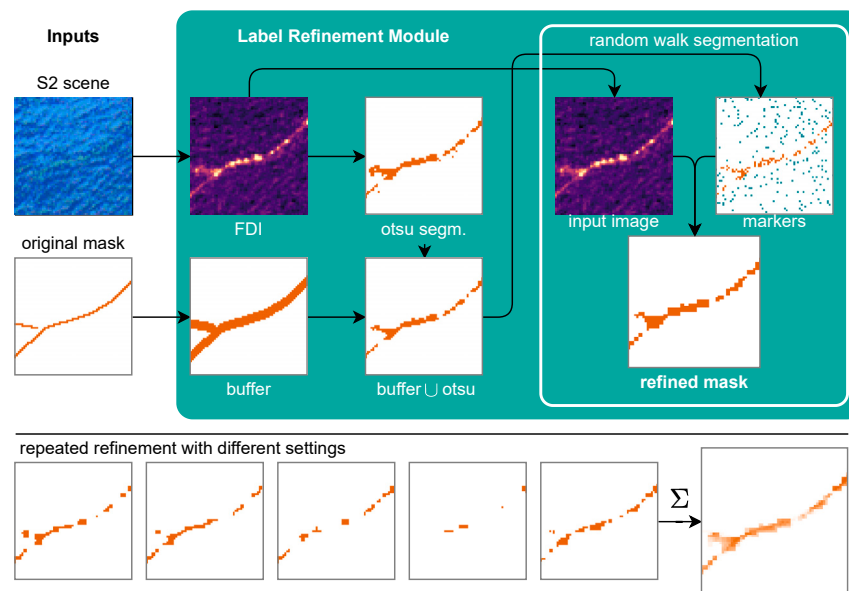 Inputs
Label Refinement Module
random walk segmentation
S2 scene
FDI
otsu segm.
input image
markers
original mask
buffer
buffer ∪ otsu
refined mask
repeated refinement with different settings
Σ